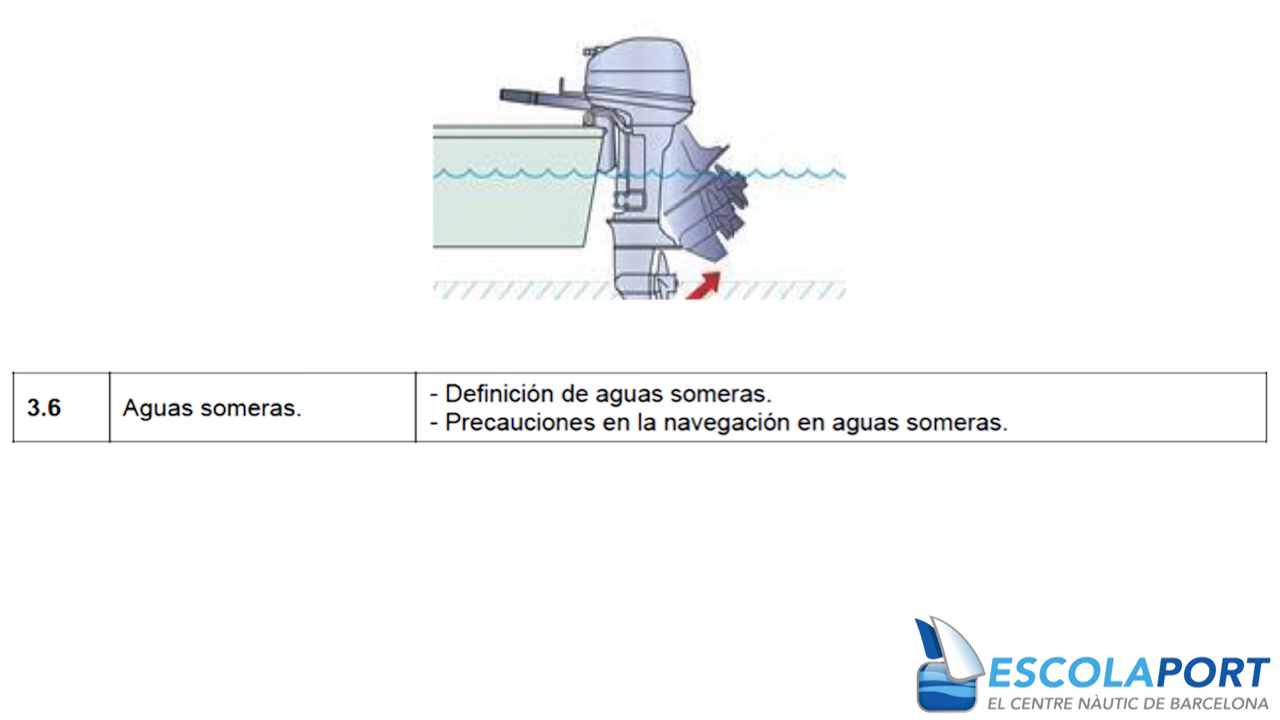 3.6
Aguas someras.
- Definición de aguas someras.
- Precauciones en la navegación en aguas someras.
ESCOLAPORT
EL CENTRE NÀUTIC DE BARCELONA